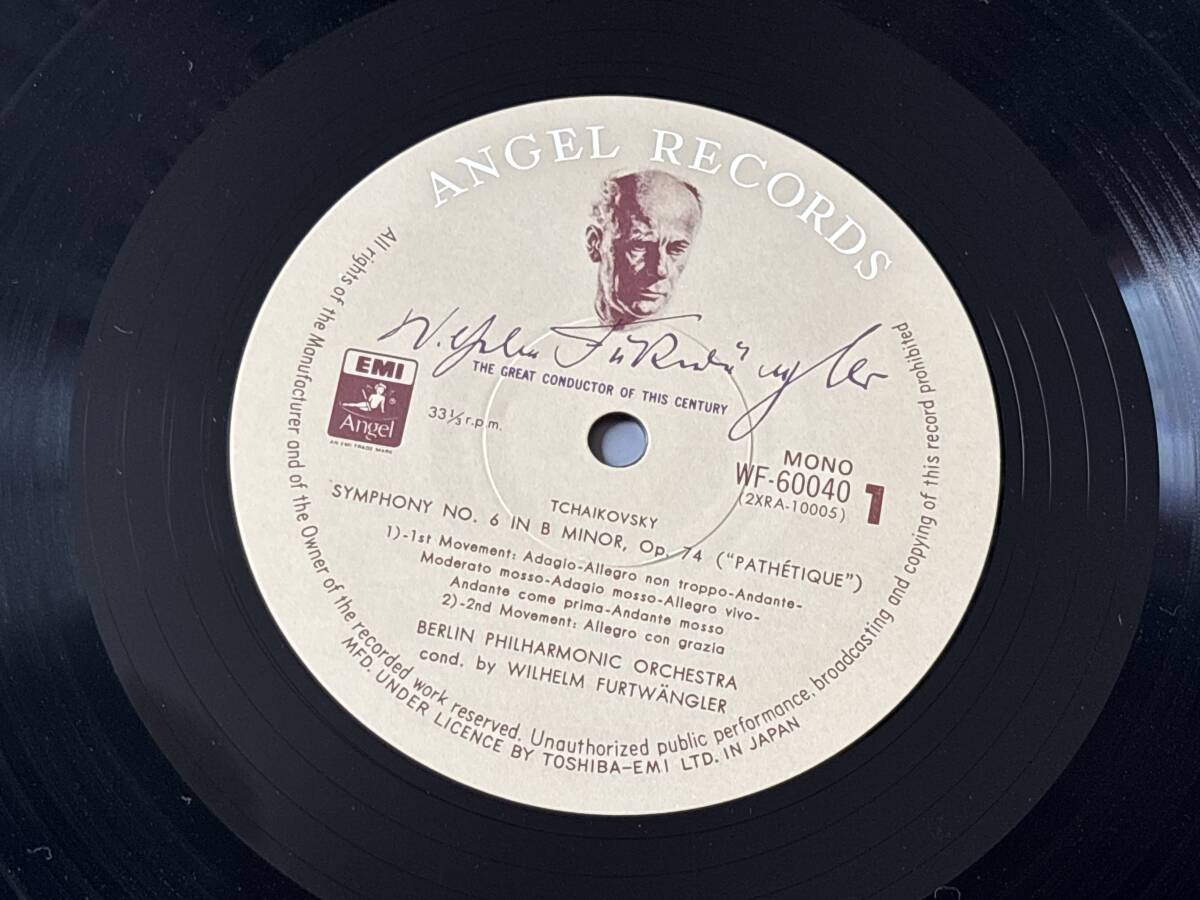 ANGEL RECORDS
Wilhelm Furtwängler
THE GREAT CONDUCTOR OF THIS CENTURY
EMI
®
Angel
AN EMI TRADE MARK
33⅓ r.p.m.
MONO
WF-60040
(2XRA-10005)
1
TCHAIKOVSKY
SYMPHONY NO. 6 IN B MINOR, Op. 74 ("PATHÉTIQUE")
1)-1st Movement: Adagio-Allegro non troppo-Andante-
Moderato mosso-Adagio mosso-Allegro vivo-
Andante come prima-Andante mosso
2)-2nd Movement: Allegro con grazia
BERLIN PHILHARMONIC ORCHESTRA
cond. by WILHELM FURTWÄNGLER
All rights of the Manufacturer and of the Owner of the recorded work reserved. Unauthorized public performance, broadcasting and copying of this record prohibited
MFD. UNDER LICENCE BY TOSHIBA-EMI LTD. IN JAPAN